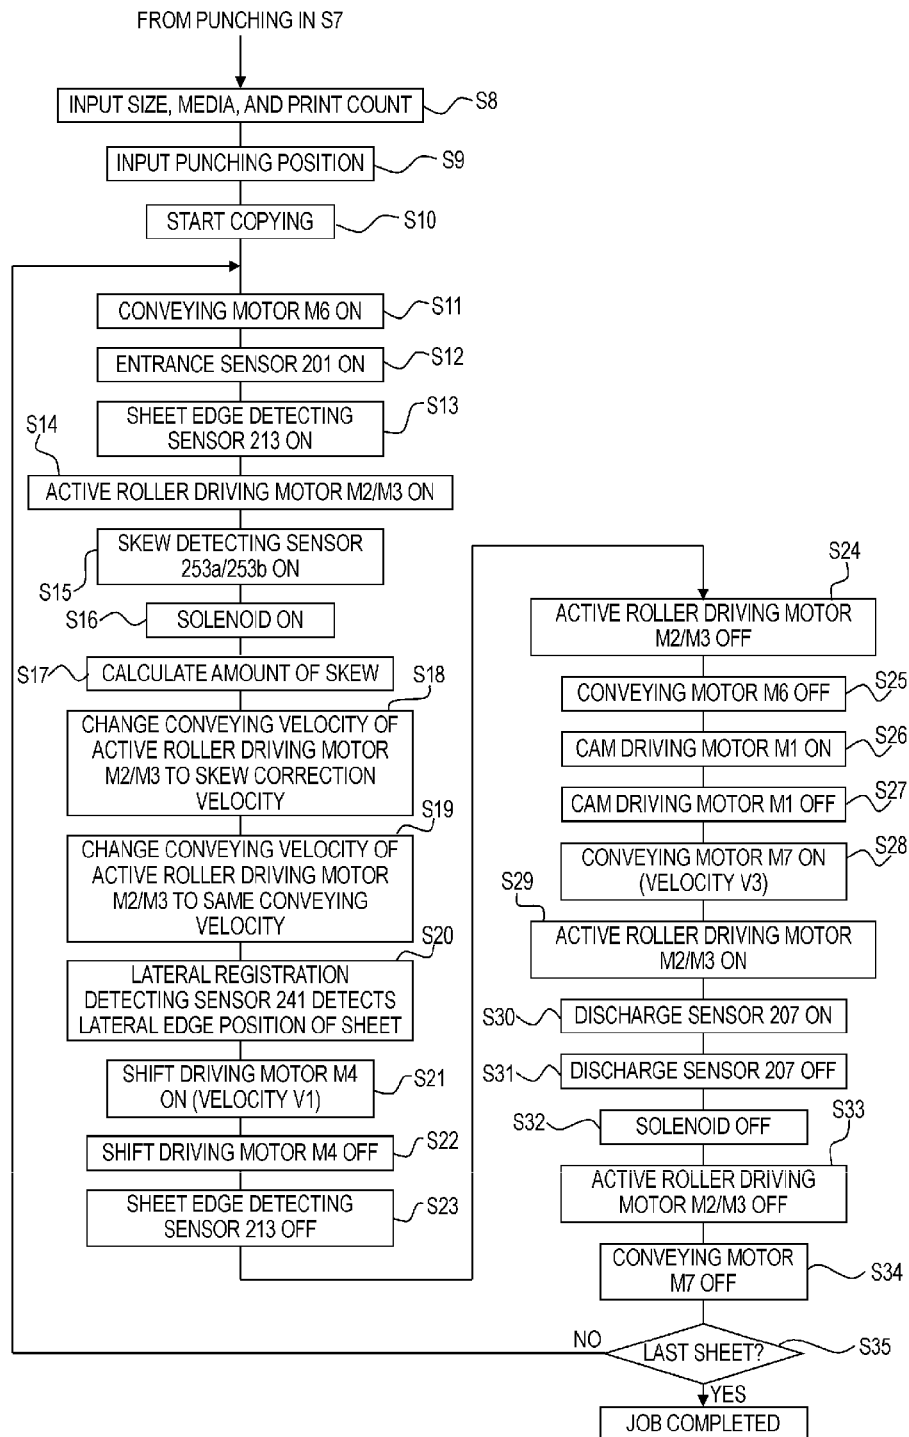 FROM PUNCHING IN S7
INPUT SIZE, MEDIA, AND PRINT COUNT
S8
INPUT PUNCHING POSITION
S9
START COPYING
S10
CONVEYING MOTOR M6 ON
S11
ENTRANCE SENSOR 201 ON
S12
SHEET EDGE DETECTING
SENSOR 213 ON
S13
S14
ACTIVE ROLLER DRIVING MOTOR M2/M3 ON
SKEW DETECTING SENSOR
253a/253b ON
S15
S16
SOLENOID ON
S17
CALCULATE AMOUNT OF SKEW
S18
CHANGE CONVEYING VELOCITY OF
ACTIVE ROLLER DRIVING MOTOR
M2/M3 TO SKEW CORRECTION
VELOCITY
S19
CHANGE CONVEYING VELOCITY OF
ACTIVE ROLLER DRIVING MOTOR
M2/M3 TO SAME CONVEYING
VELOCITY
S20
LATERAL REGISTRATION
DETECTING SENSOR 241 DETECTS
LATERAL EDGE POSITION OF SHEET
SHIFT DRIVING MOTOR M4
ON (VELOCITY V1)
S21
SHIFT DRIVING MOTOR M4 OFF
S22
SHEET EDGE DETECTING
SENSOR 213 OFF
S23
S24
ACTIVE ROLLER DRIVING MOTOR
M2/M3 OFF
CONVEYING MOTOR M6 OFF
S25
CAM DRIVING MOTOR M1 ON
S26
CAM DRIVING MOTOR M1 OFF
S27
CONVEYING MOTOR M7 ON
(VELOCITY V3)
S28
S29
ACTIVE ROLLER DRIVING MOTOR
M2/M3 ON
S30
DISCHARGE SENSOR 207 ON
S31
DISCHARGE SENSOR 207 OFF
S32
SOLENOID OFF
S33
ACTIVE ROLLER DRIVING
MOTOR M2/M3 OFF
CONVEYING MOTOR
M7 OFF
S34
NO
LAST SHEET?
S35
YES
JOB COMPLETED